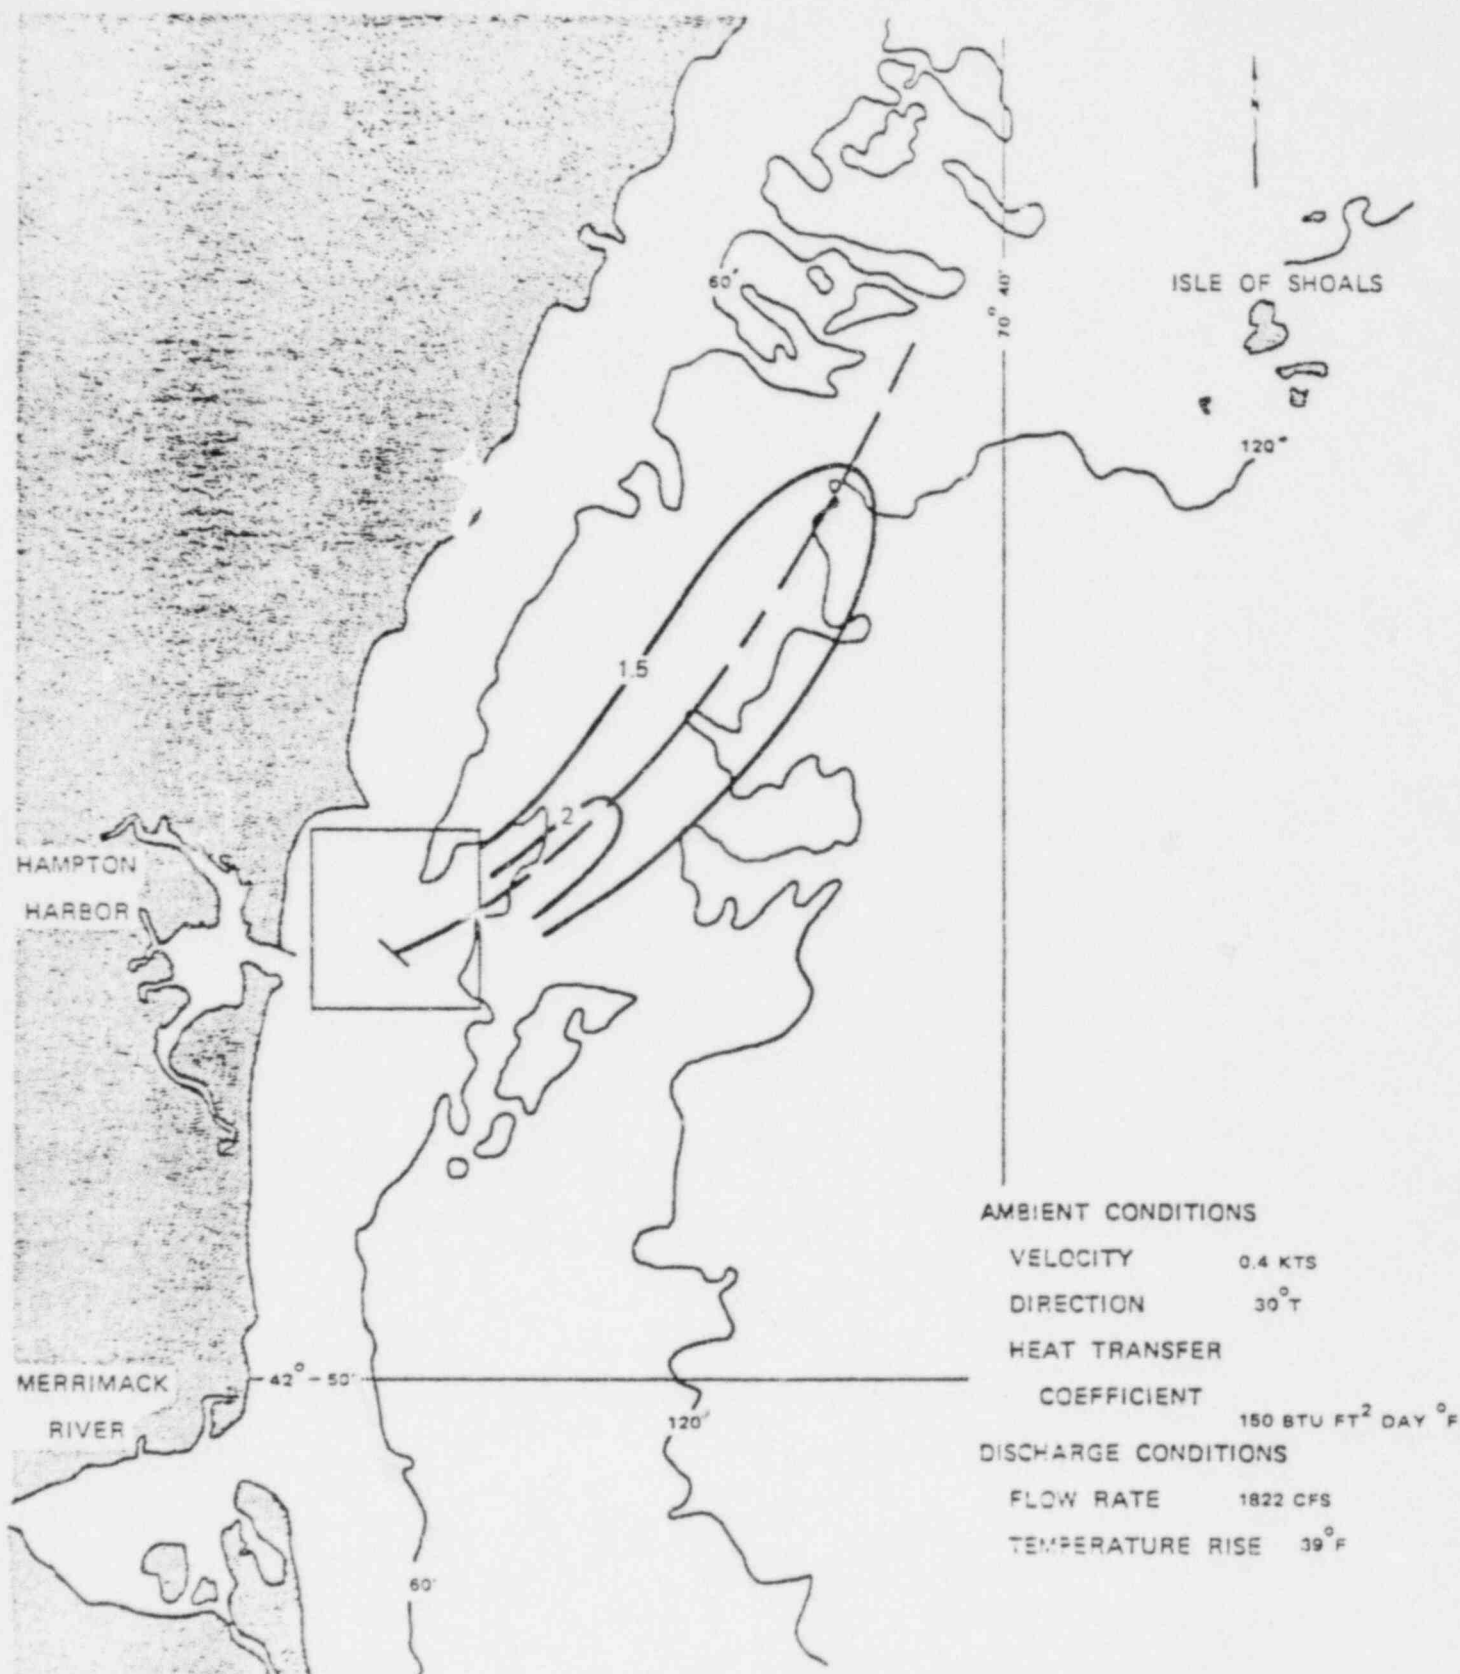 60'
70° 40'
ISLE OF SHOALS
120'
1.5
2
HAMPTON
HARBOR
AMBIENT CONDITIONS
VELOCITY 0.4 KTS
DIRECTION 30°T
HEAT TRANSFER
COEFFICIENT
150 BTU FT² DAY °F
DISCHARGE CONDITIONS
FLOW RATE 1822 CFS
TEMPERATURE RISE 39°F
MERRIMACK
RIVER
42° - 50'
120'
60'